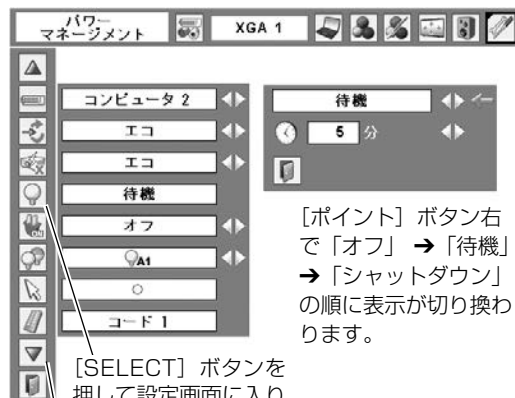 パワー
マネージメント
XGA 1
コンピュータ 2
エコ
エコ
待機
オフ
A1
コード 1
ON
待機
5 分
［ポイント］ボタン右
で「オフ」 ➔「待機」
➔「シャットダウン」
の順に表示が切り換わ
ります。
［SELECT］ボタンを
押して設定画面に入り